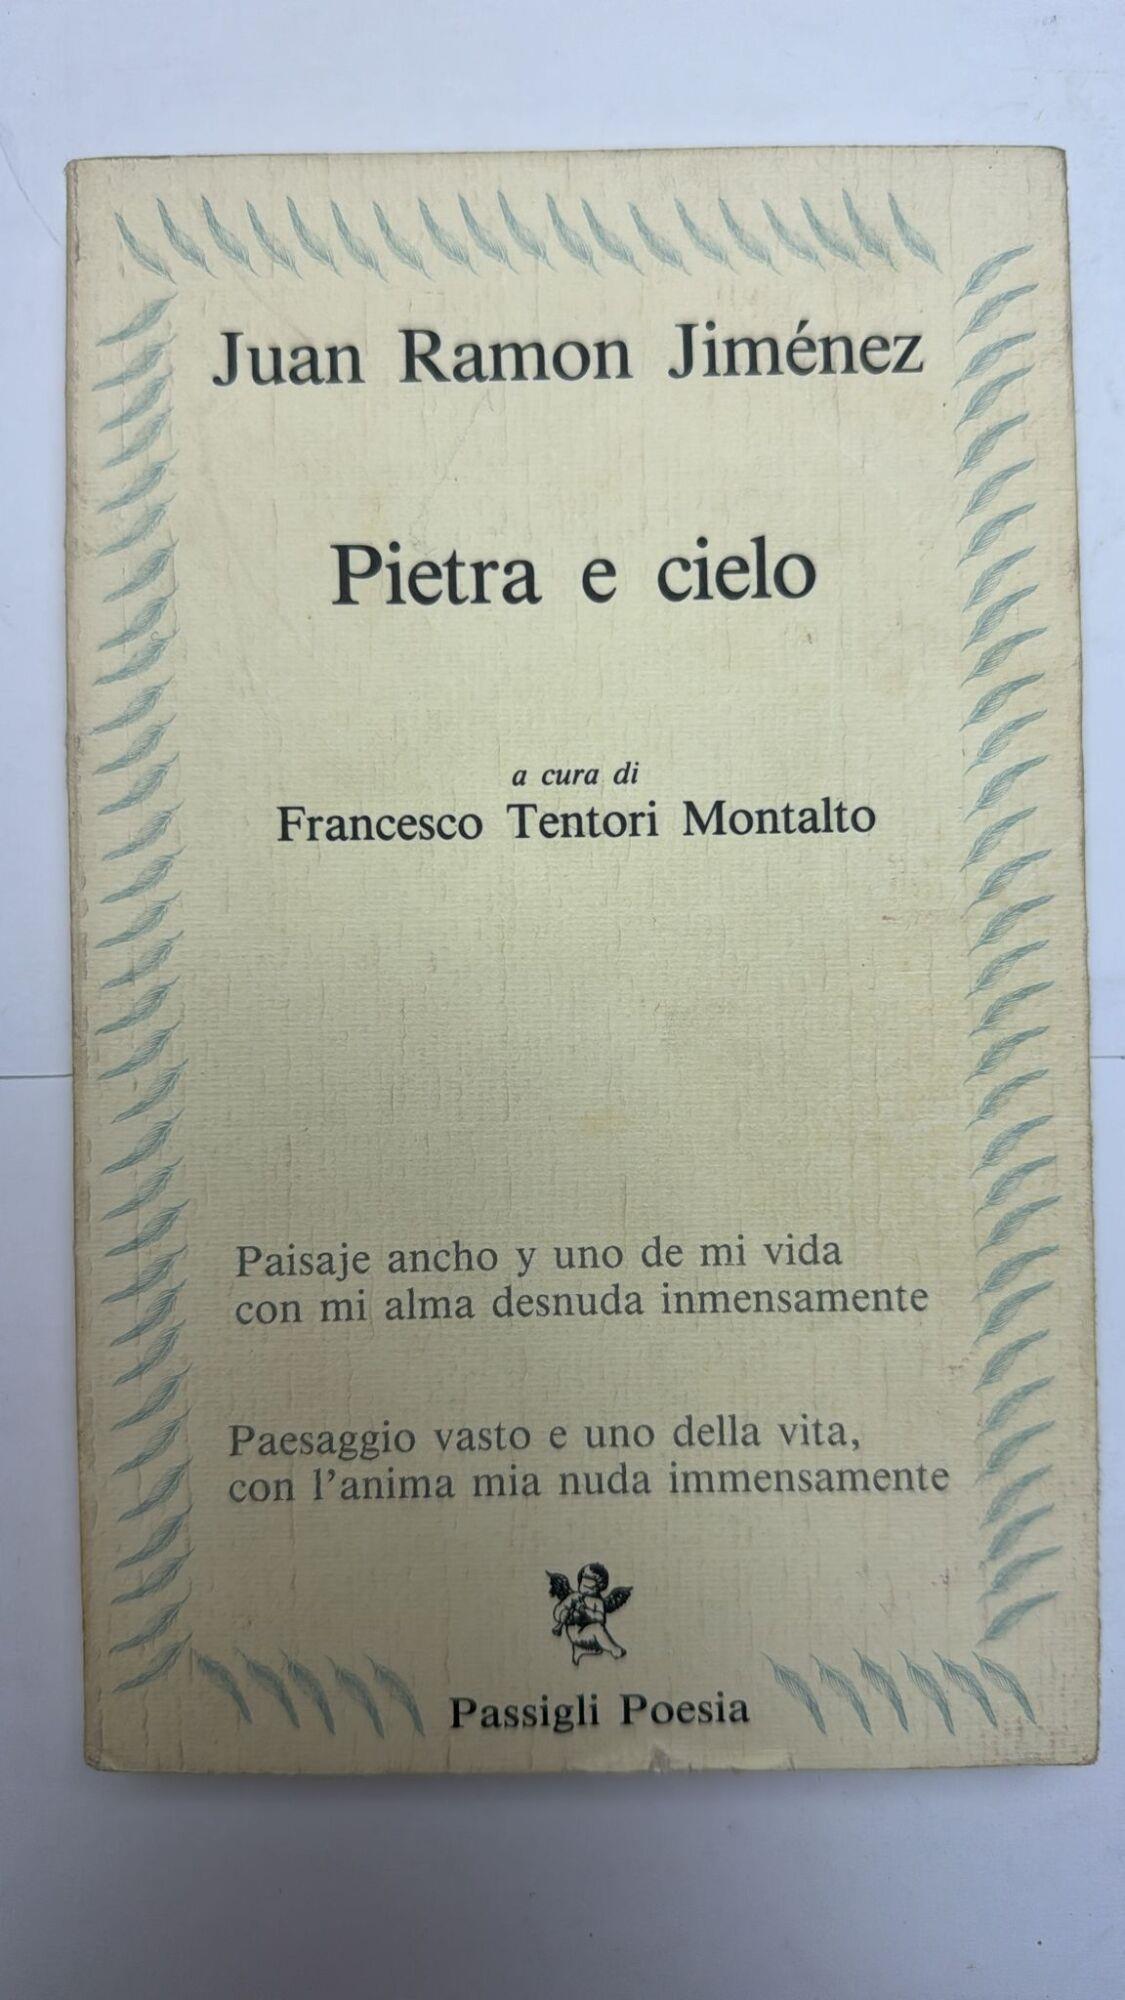 Juan Ramon Jiménez
Pietra e cielo
a cura di
Francesco Tentori Montalto
Paisaje ancho y uno de mi vida
con mi alma desnuda inmensamente
Paesaggio vasto e uno della vita,
con l'anima mia nuda immensamente
Passigli Poesia